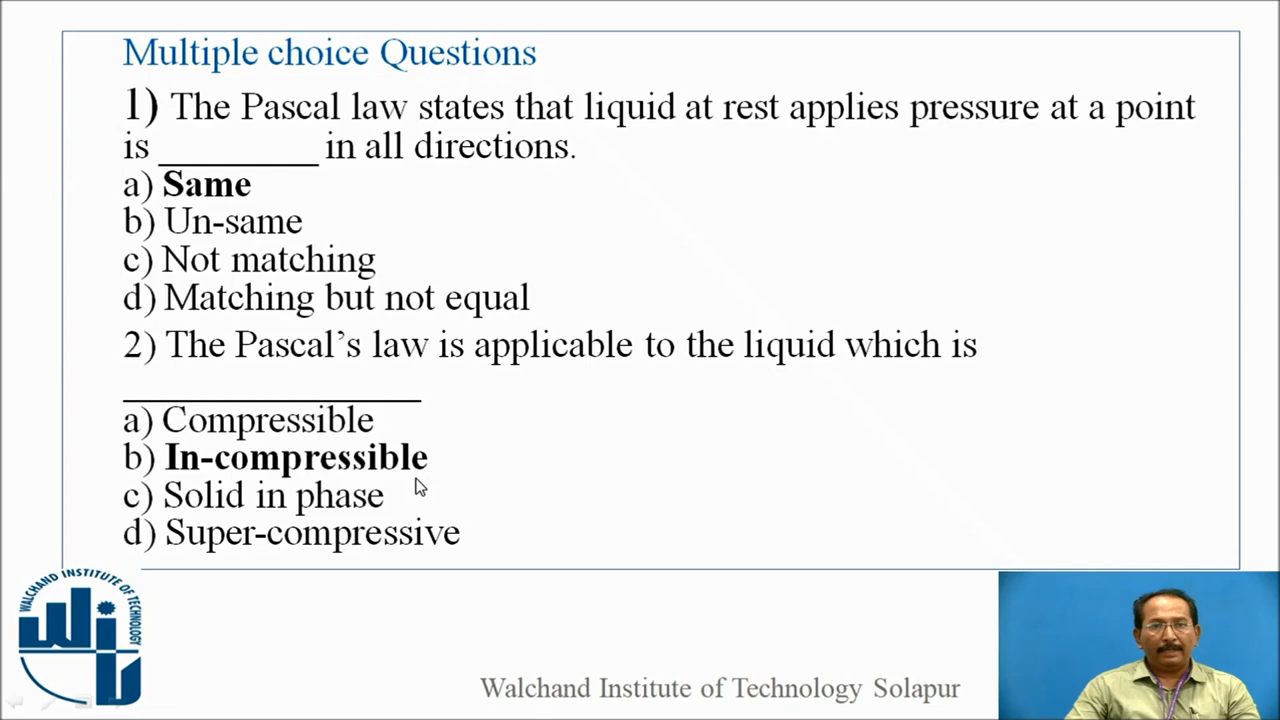 Multiple choice Questions
1) The Pascal law states that liquid at rest applies pressure at a point
is ________ in all directions.
a) Same
b) Un-same
c) Not matching
d) Matching but not equal
2) The Pascal’s law is applicable to the liquid which is
_______________
a) Compressible
b) In-compressible
c) Solid in phase
d) Super-compressive
WALCHAND INSTITUTE OF TECHNOLOGY
Walchand Institute of Technology Solapur